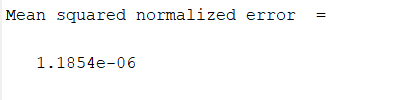 Mean squared normalized error  =
1.1854e-06